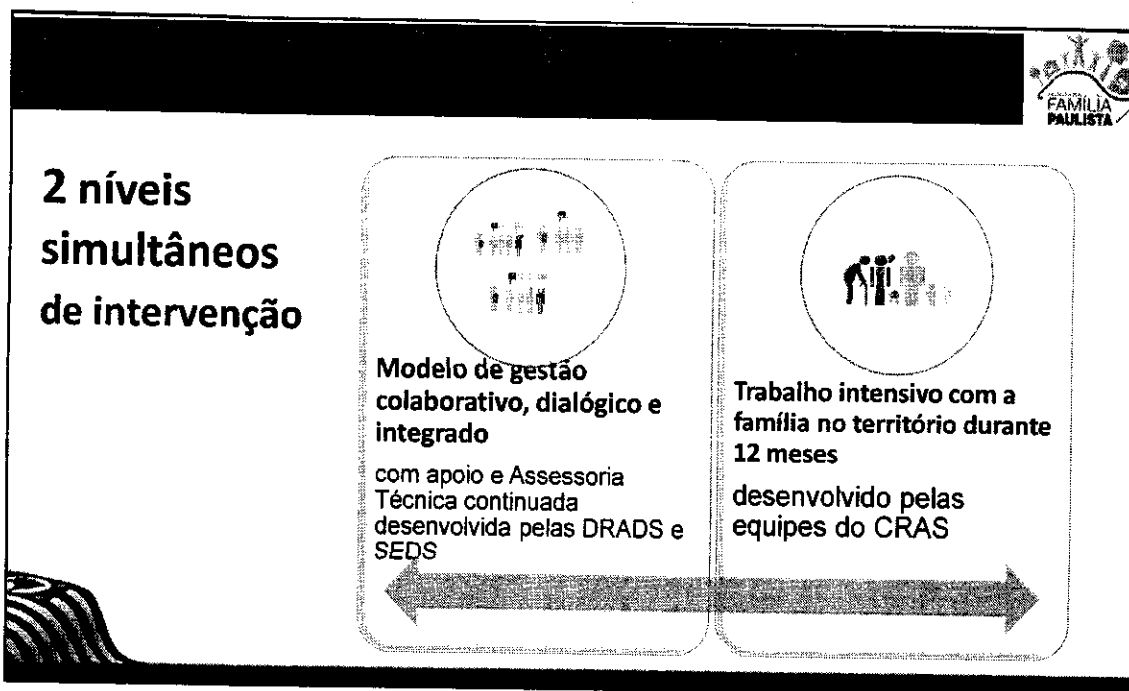 FAMÍLIA
PAULISTA
2 níveis
simultâneos
de intervenção
Modelo de gestão
colaborativo, dialógico e
integrado
com apoio e Assessoria
Técnica continuada
desenvolvida pelas DRADS e
SEDS
Trabalho intensivo com a
família no território durante
12 meses
desenvolvido pelas
equipes do CRAS